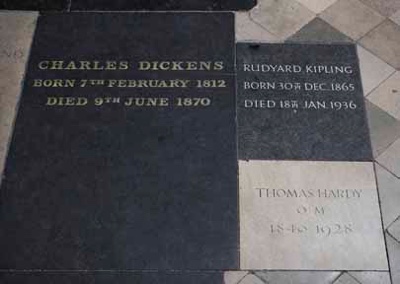 CHARLES DICKENS
BORN 7TH FEBRUARY 1812
DIED 9TH JUNE 1870
RUDYARD KIPLING
BORN 30TH DEC. 1865
DIED 18TH JAN. 1936
THOMAS HARDY
O M
1840 1928